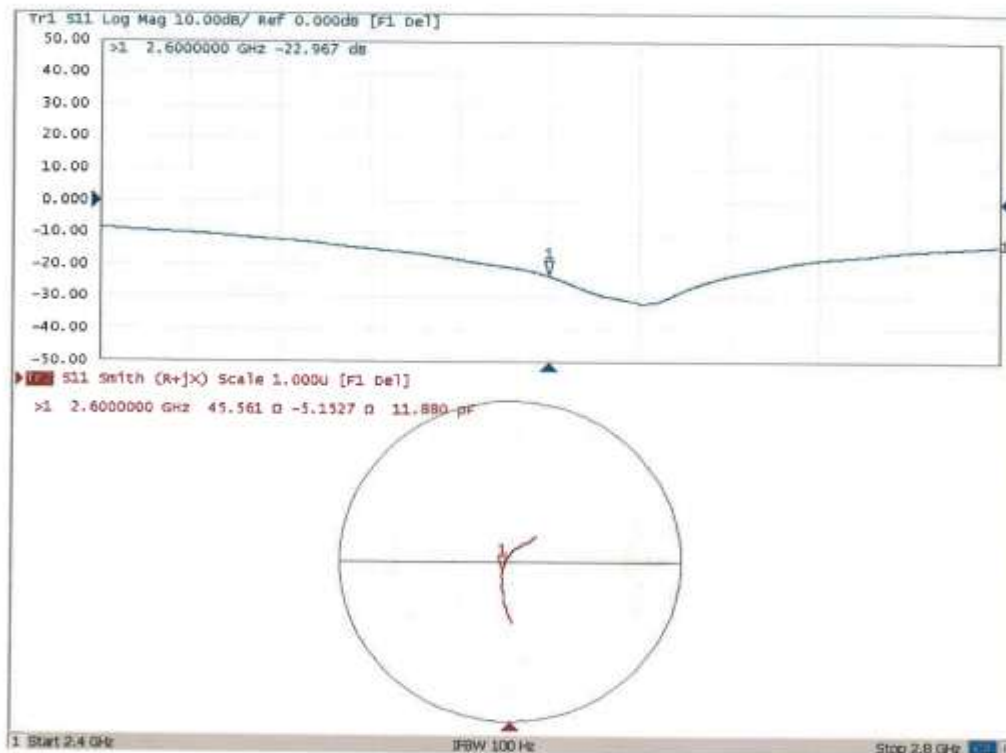 Tr1 S11 Log Mag 10.00dB/ Ref 0.000dB [F1 Del]
50.00
>1 2.6000000 GHz -22.967 dB
40.00
30.00
20.00
10.00
0.000
-10.00
1
-20.00
1
-30.00
-40.00
-50.00
S11 Smith (R+jX) Scale 1.000U [F1 Del]
>1 2.6000000 GHz 45.561 Ω -5.1527 Ω 11.880 pF
1
1 Start 2.4 GHz IFBW 100 Hz Stop 2.8 GHz